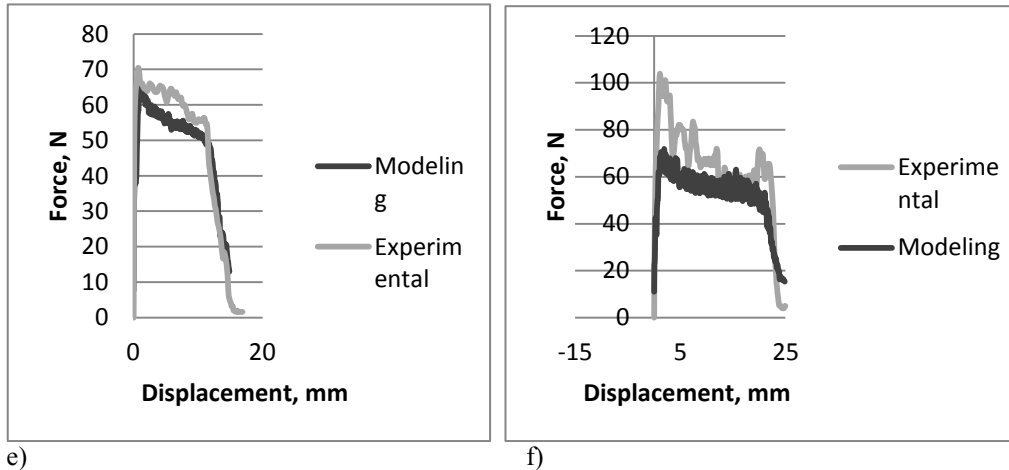 80
70
60
50
40
30
20
10
0
Force, N
0 20
Displacement, mm
Modelin
g
Experim
ental
e)
120
100
80
60
40
20
0
Force, N
-15 5 25
Displacement, mm
Experime
ntal
Modeling
f)